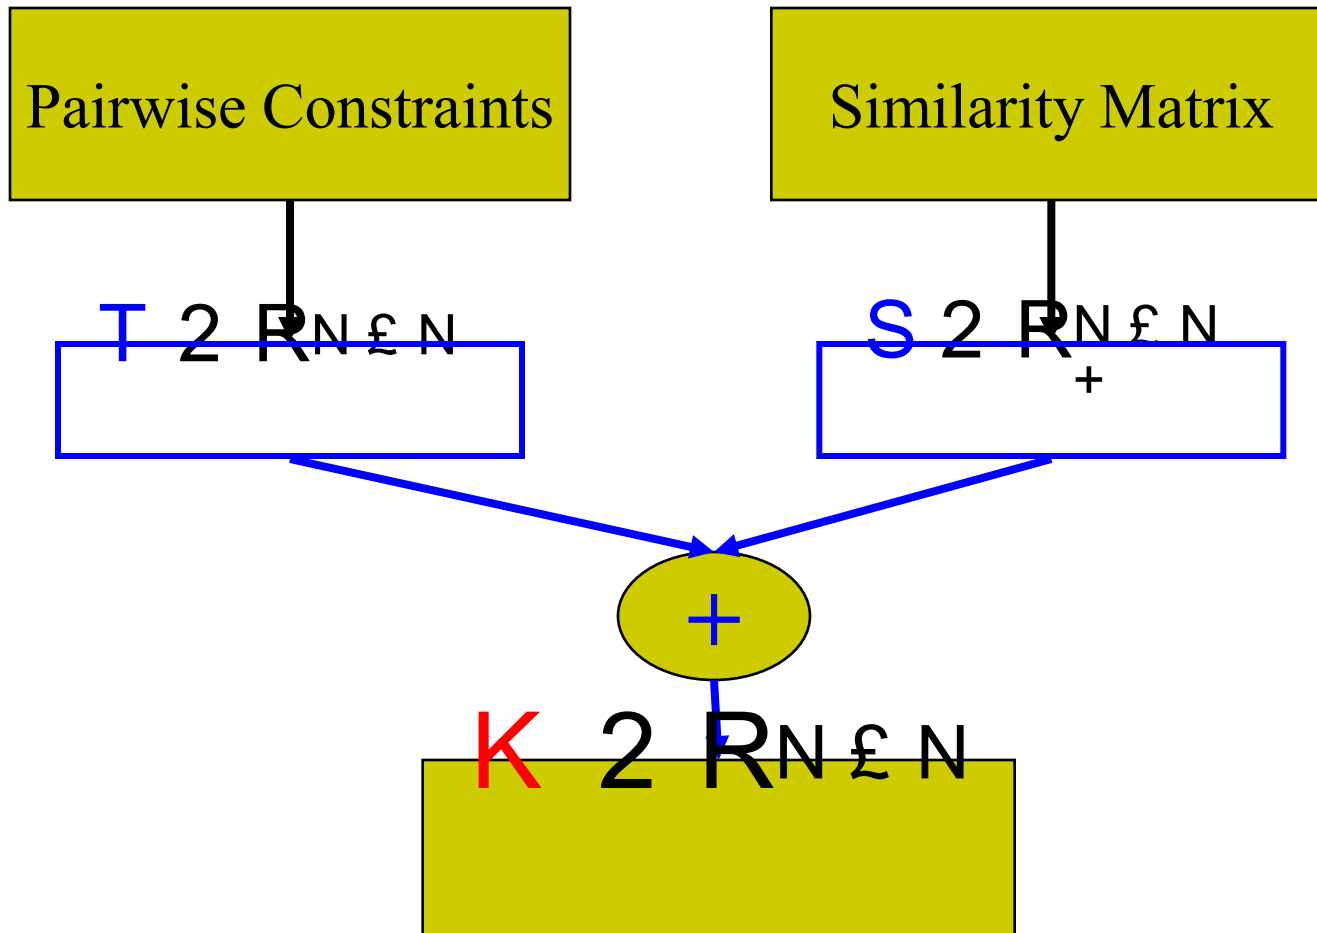 Pairwise Constraints
Similarity Matrix
T 2 RN £ N
S 2 RN £ N
+
+
K 2 RN £ N